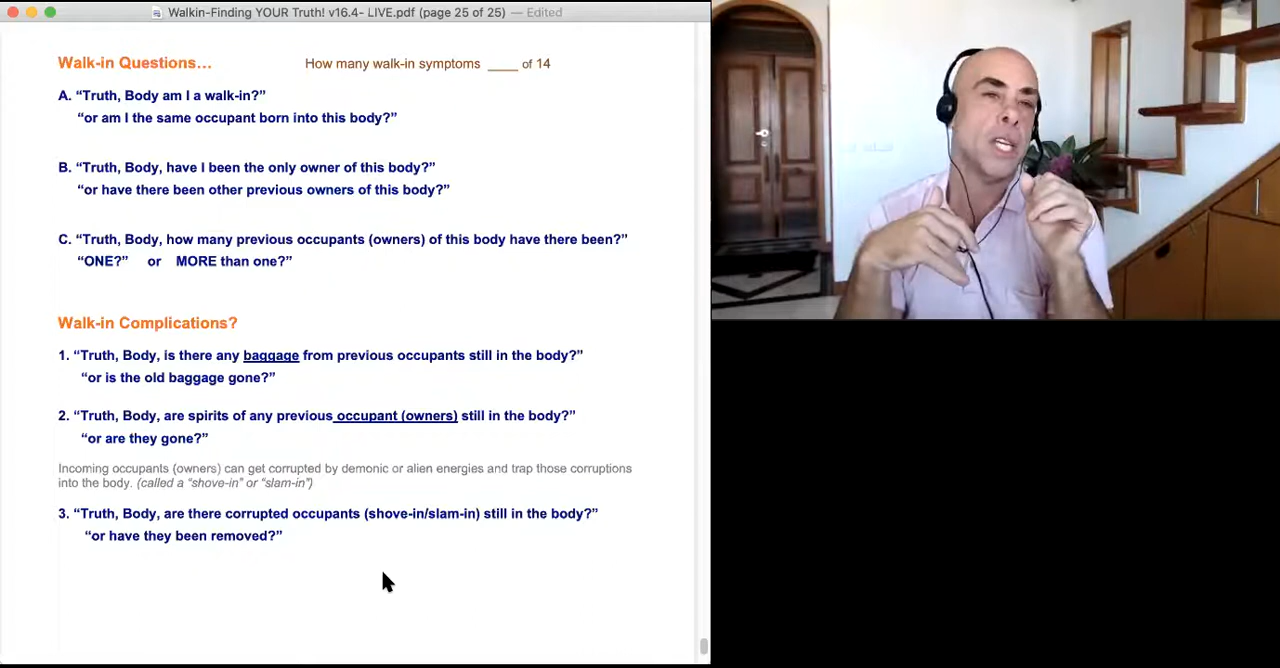 Walkin-Finding YOUR Truth! v16.4- LIVE.pdf (page 25 of 25) — Edited
Walk-in Questions… How many walk-in symptoms ____ of 14
A. “Truth, Body am I a walk-in?”
“or am I the same occupant born into this body?”
B. “Truth, Body, have I been the only owner of this body?”
“or have there been other previous owners of this body?”
C. “Truth, Body, how many previous occupants (owners) of this body have there been?”
“ONE?” or MORE than one?”
Walk-in Complications?
1. “Truth, Body, is there any baggage from previous occupants still in the body?”
“or is the old baggage gone?”
2. “Truth, Body, are spirits of any previous occupant (owners) still in the body?”
“or are they gone?”
Incoming occupants (owners) can get corrupted by demonic or alien energies and trap those corruptions
into the body. (called a “shove-in” or “slam-in”)
3. “Truth, Body, are there corrupted occupants (shove-in/slam-in) still in the body?”
“or have they been removed?”